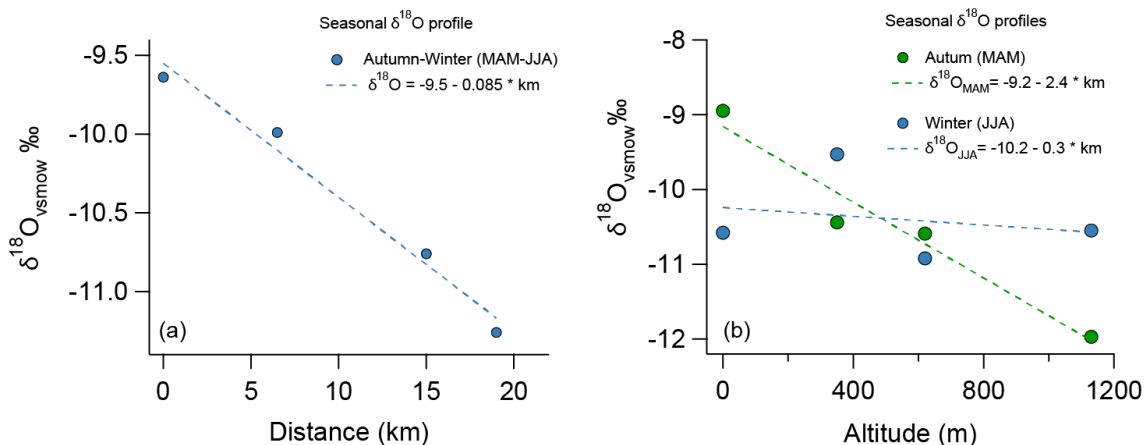 Seasonal δ¹⁸O profile
Autumn-Winter (MAM-JJA)
δ¹⁸O = -9.5 - 0.085 * km
-9.5
-10.0
-10.5
-11.0
δ¹⁸Ovsmow ‰
(a)
0
5
10
15
20
Distance (km)
Seasonal δ¹⁸O profiles
Autum (MAM)
δ¹⁸OMAM= -9.2 - 2.4 * km
Winter (JJA)
δ¹⁸OJJA= -10.2 - 0.3 * km
-8
-9
-10
-11
-12
δ¹⁸Ovsmow ‰
(b)
0
400
800
1200
Altitude (m)